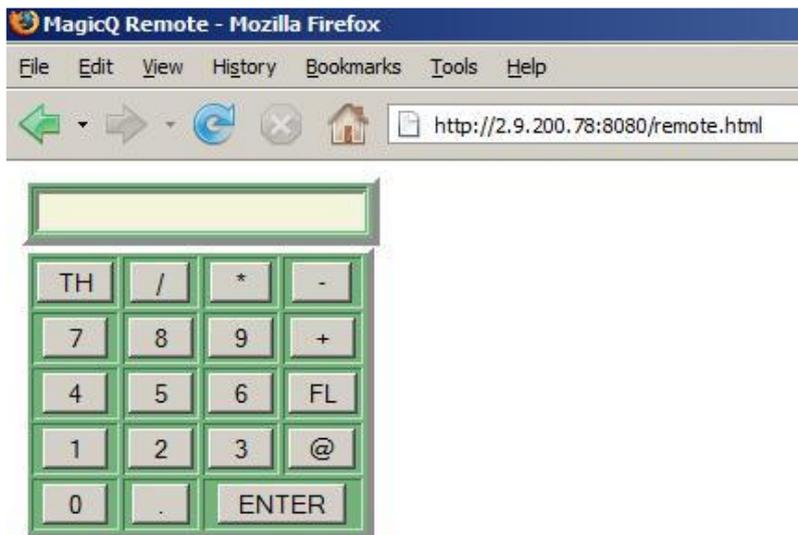 MagicQ Remote - Mozilla Firefox
File Edit View History Bookmarks Tools Help
http://2.9.200.78:8080/remote.html
TH / * -
7 8 9 +
4 5 6 FL
1 2 3 @
0 . ENTER